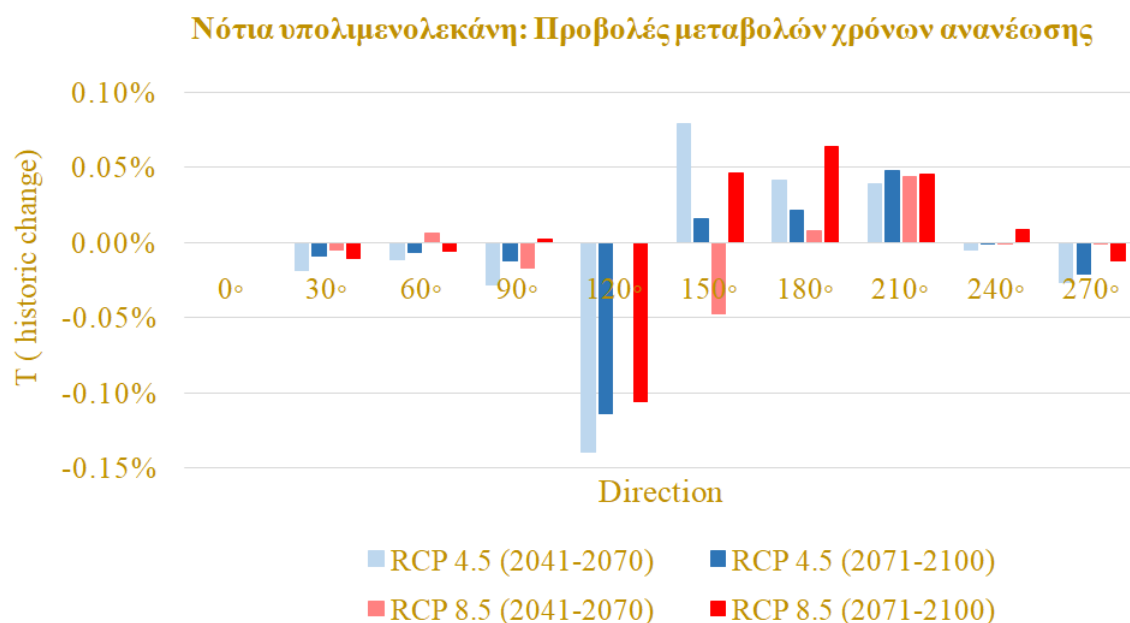 Νότια υπολιμενολεκάνη: Προβολές μεταβολών χρόνων ανανέωσης
T ( historic change)
0.10%
0.05%
0.00%
-0.05%
-0.10%
-0.15%
0° 30° 60° 90° 120° 150° 180° 210° 240° 270°
Direction
RCP 4.5 (2041-2070) RCP 4.5 (2071-2100)
RCP 8.5 (2041-2070) RCP 8.5 (2071-2100)